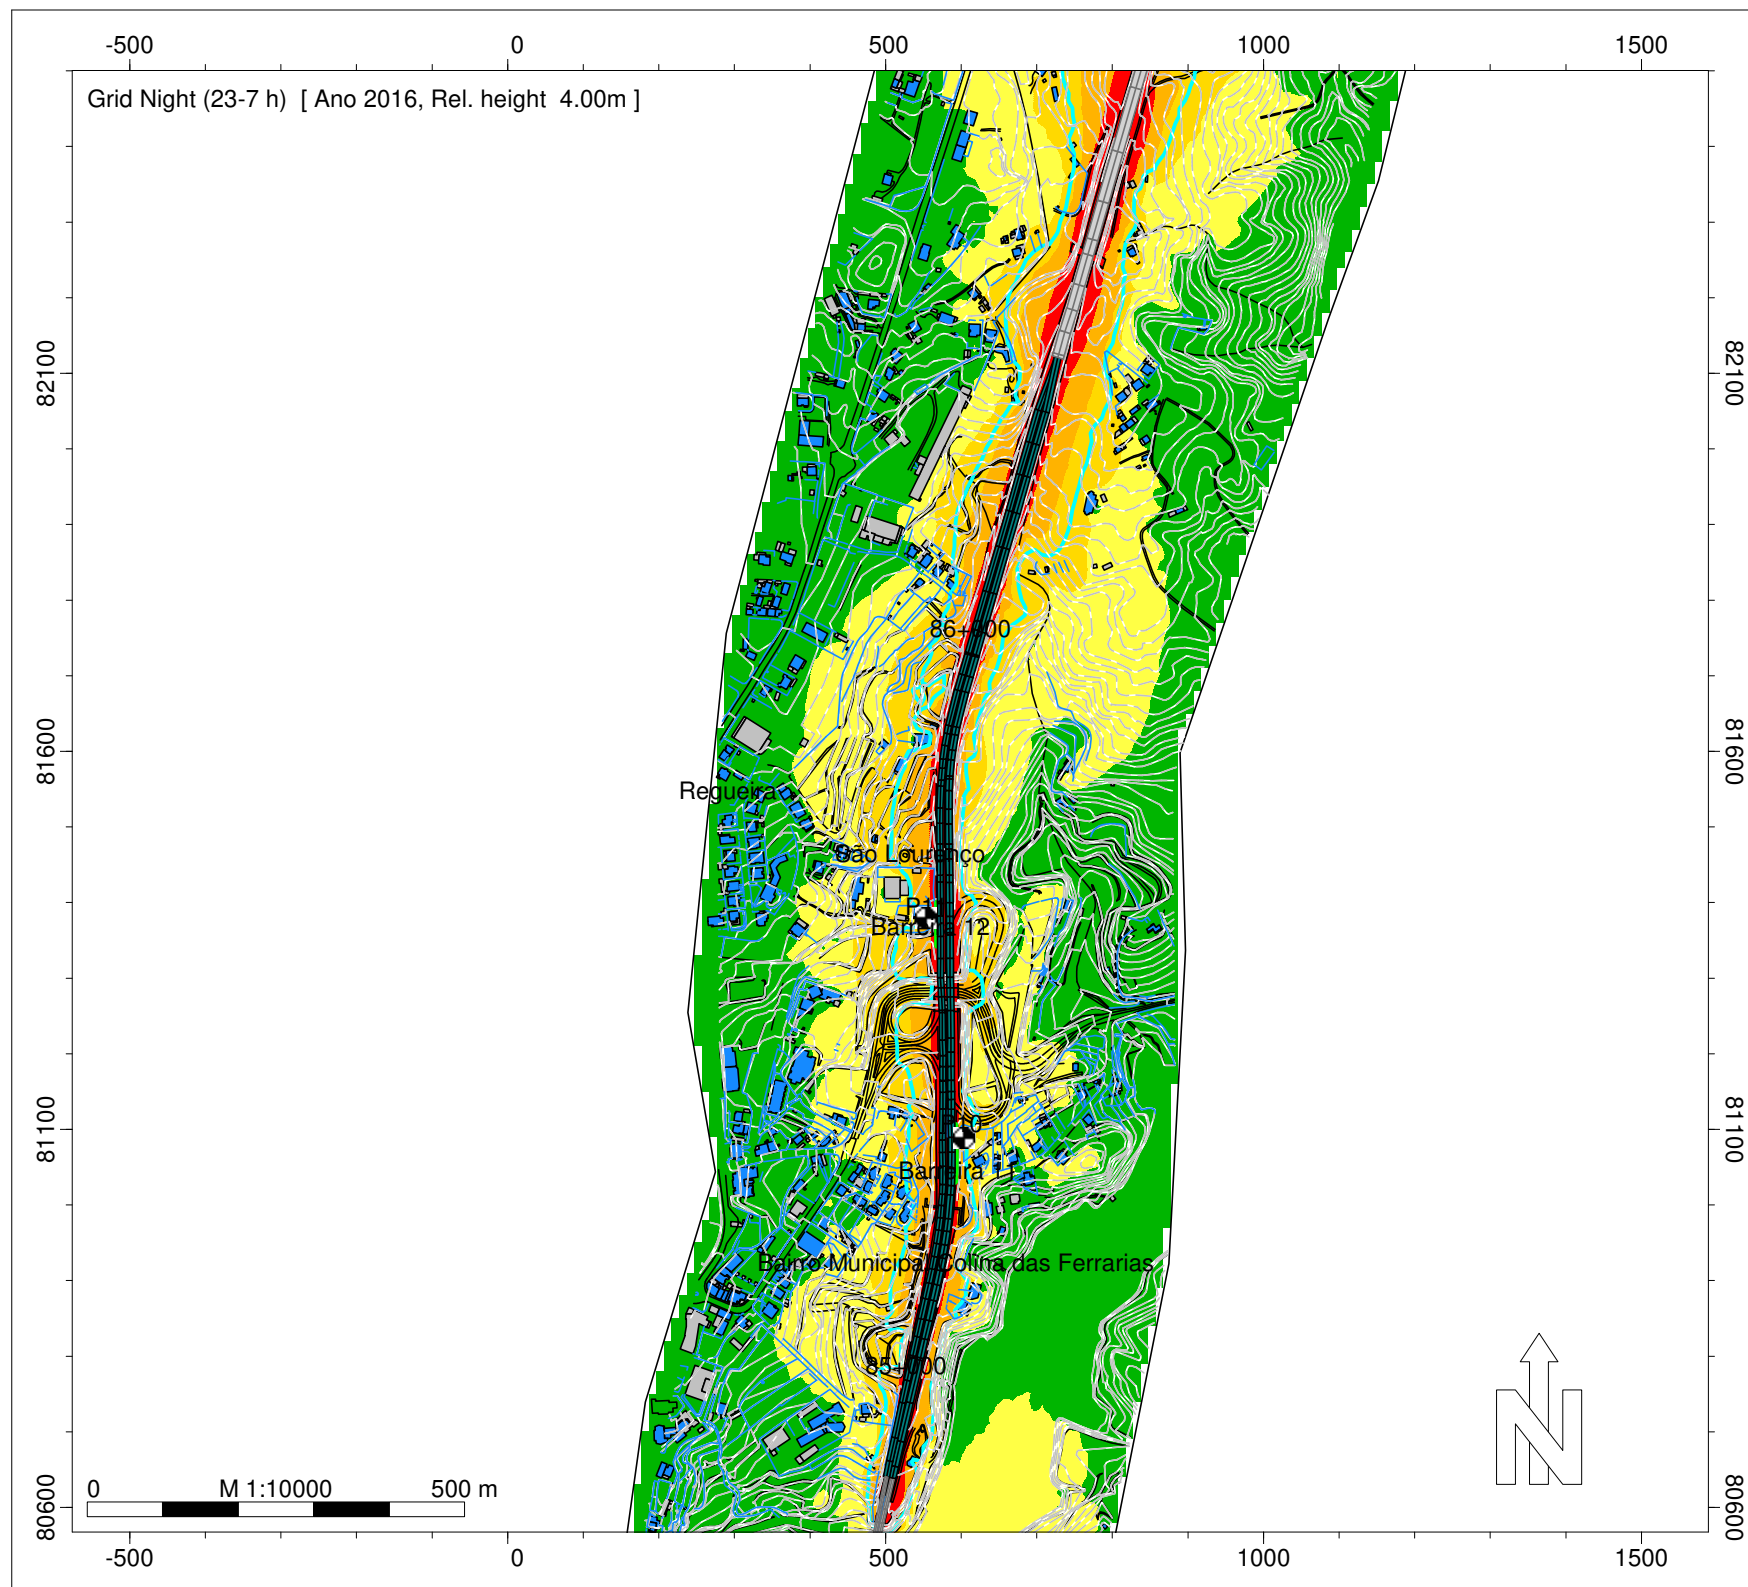 -500 0 500 1000 1500
Grid Night (23-7 h) [ Ano 2016, Rel. height 4.00m ]
82100 82100
86+
81600 81600
Regueira
São Lourenço
Barreira 12
81100 81100
Barreira 11
Bairro Municipal Colina das Ferrarias
85+
0 M 1:10000 500 m
N
80600 80600
-500 0 500 1000 1500